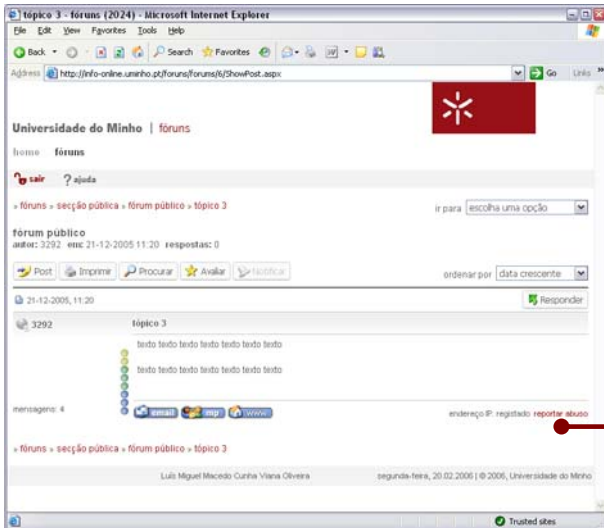 tópico 3 - fóruns (2024) - Microsoft Internet Explorer
File Edit View Favorites Tools Help
Back Search Favorites
Address http://info-online.uminho.pt/foruns/forums/6/ShowPost.aspx Go Links »
Universidade do Minho | fóruns
home fóruns
sair ? ajuda
» fóruns » secção pública » fórum público » tópico 3
ir para escolha uma opção
fórum público
autor: 3292 em: 21-12-2005 11:20 respostas: 0
Post Imprimir Procurar Avaliar Notificar
ordenar por data crescente
21-12-2005, 11:20 Responder
3292 tópico 3
texto texto texto texto texto texto texto
texto texto texto texto texto texto texto
mensagens: 4 email mp www endereço IP: registado reportar abuso
» fóruns » secção pública » fórum público » tópico 3
Luís Miguel Macedo Cunha Viana Oliveira segunda-feira, 20.02.2006 | © 2006, Universidade do Minho
Trusted sites